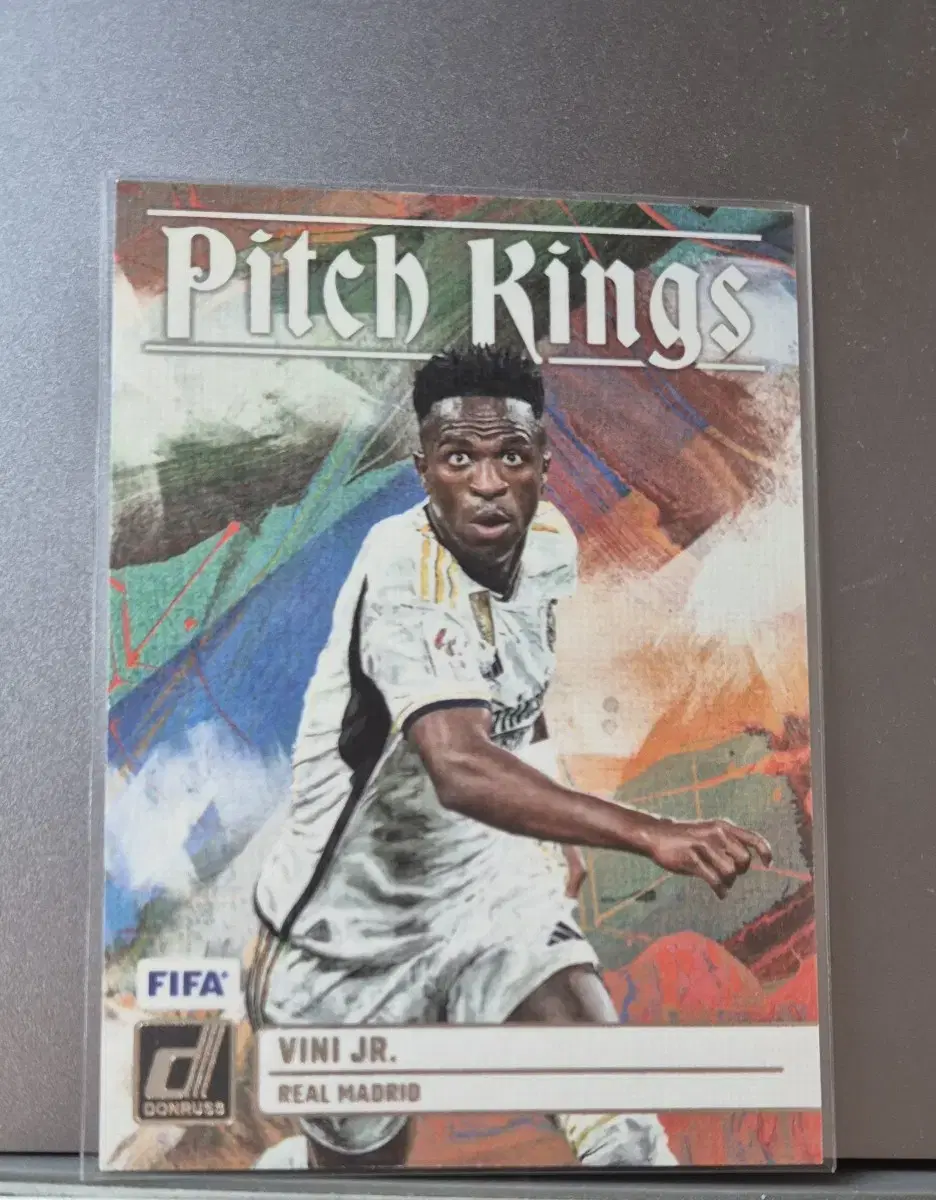 Pitch Kings
FIFA
VINI JR.
REAL MADRID
d
DONRUSS